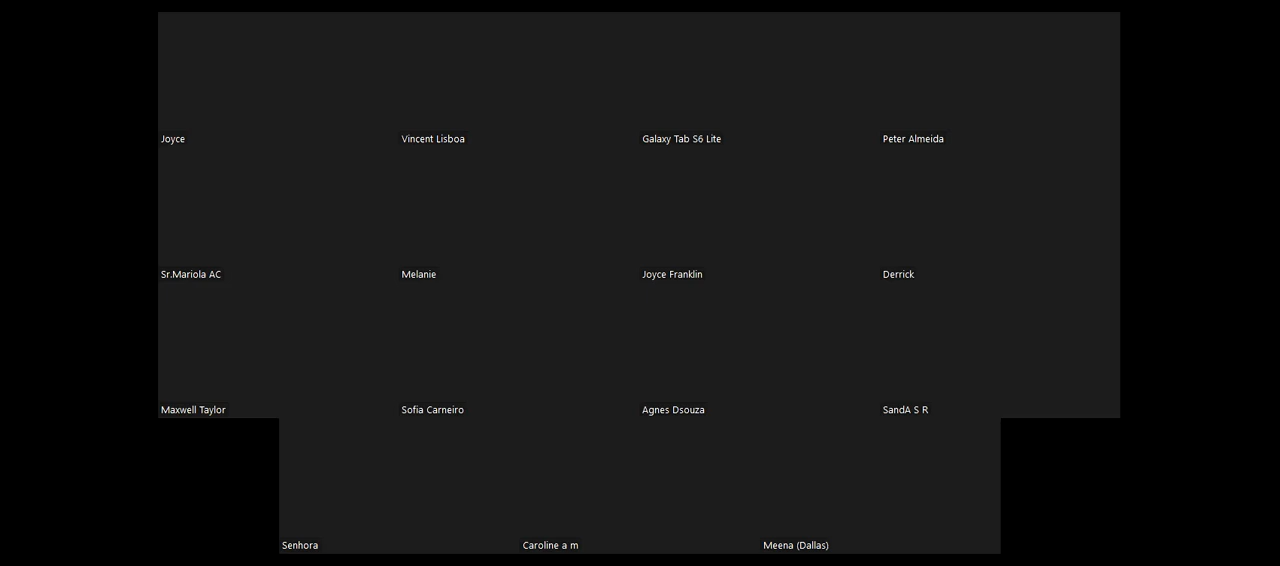 Joyce
Vincent Lisboa
Galaxy Tab S6 Lite
Peter Almeida
Sr.Mariola AC
Melanie
Joyce Franklin
Derrick
Maxwell Taylor
Sofia Carneiro
Agnes Dsouza
SandA S R
Senhora
Caroline a m
Meena (Dallas)